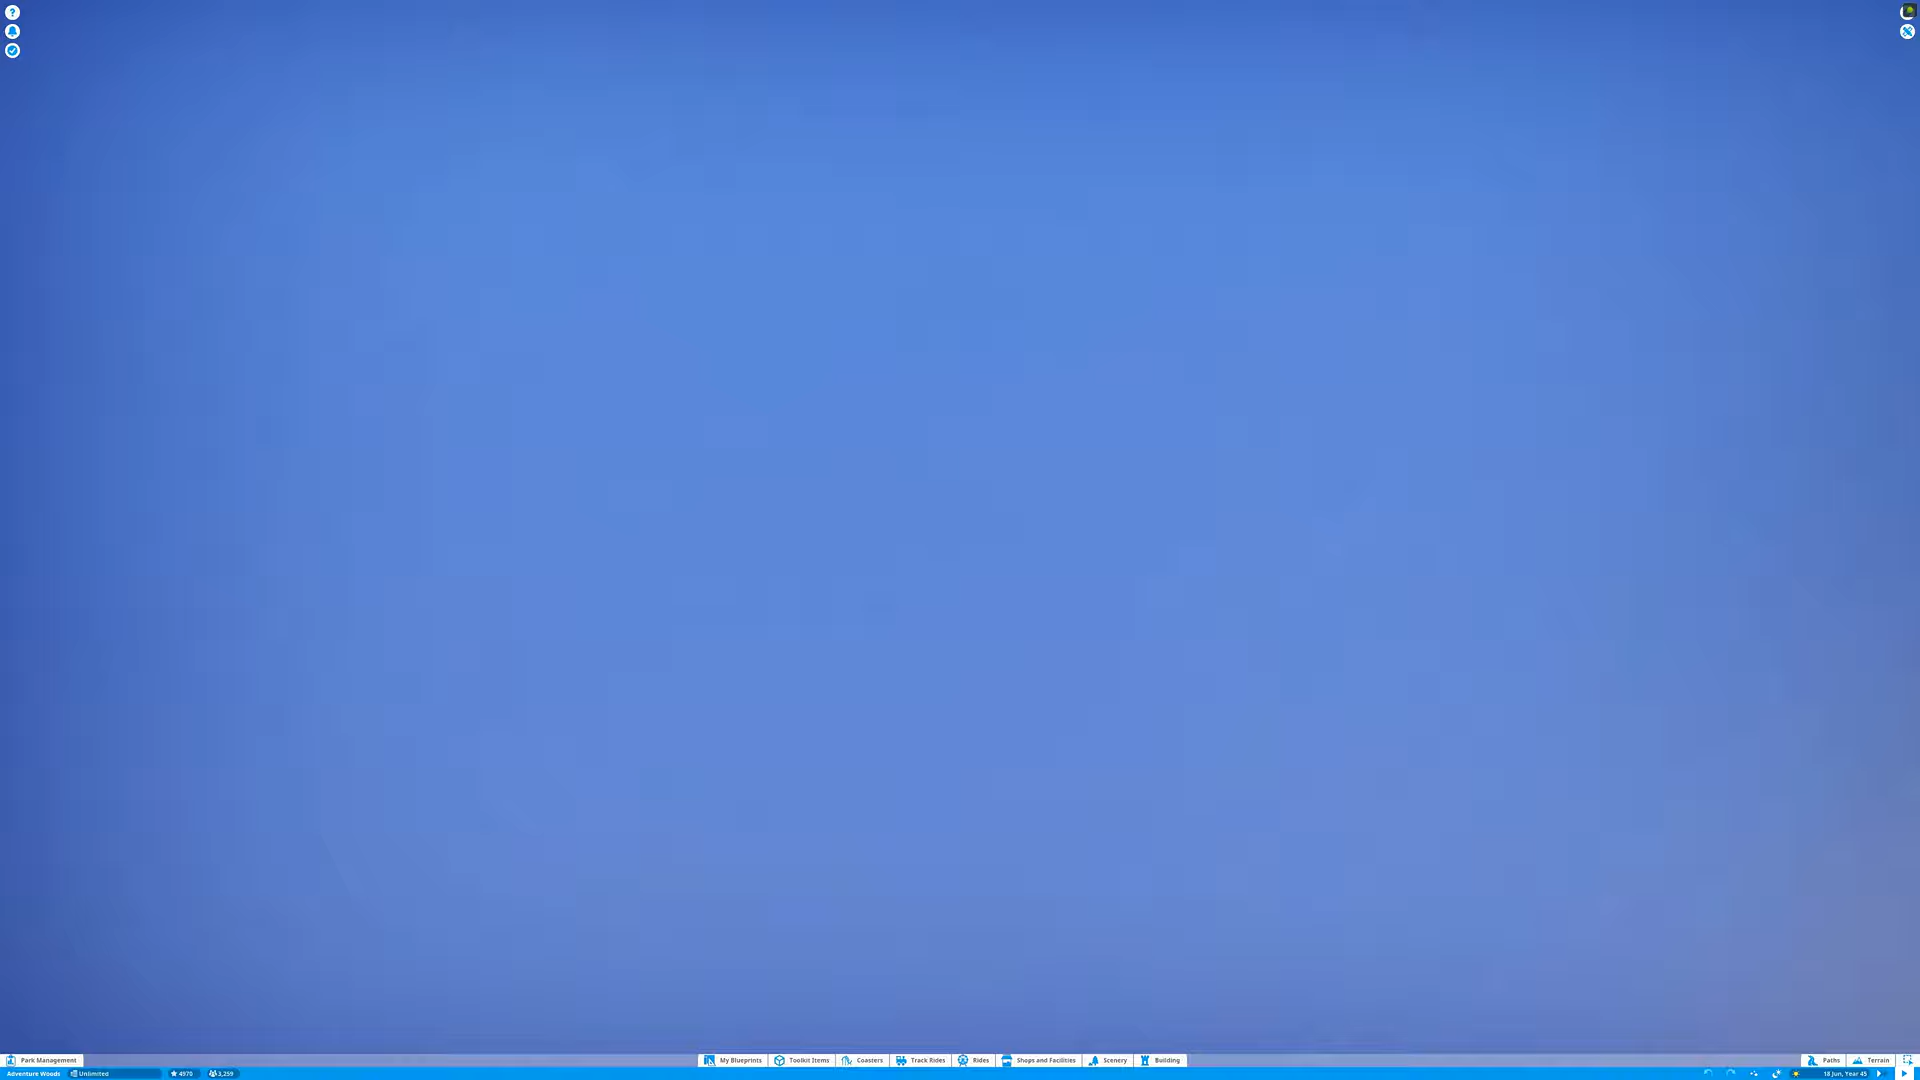 ?
Park Management
My Blueprints
Toolkit Items
Coasters
Track Rides
Rides
Shops and Facilities
Scenery
Building
Paths
Terrain
Adventure Woods
Unlimited
4970
3,259
18 Jun, Year 45